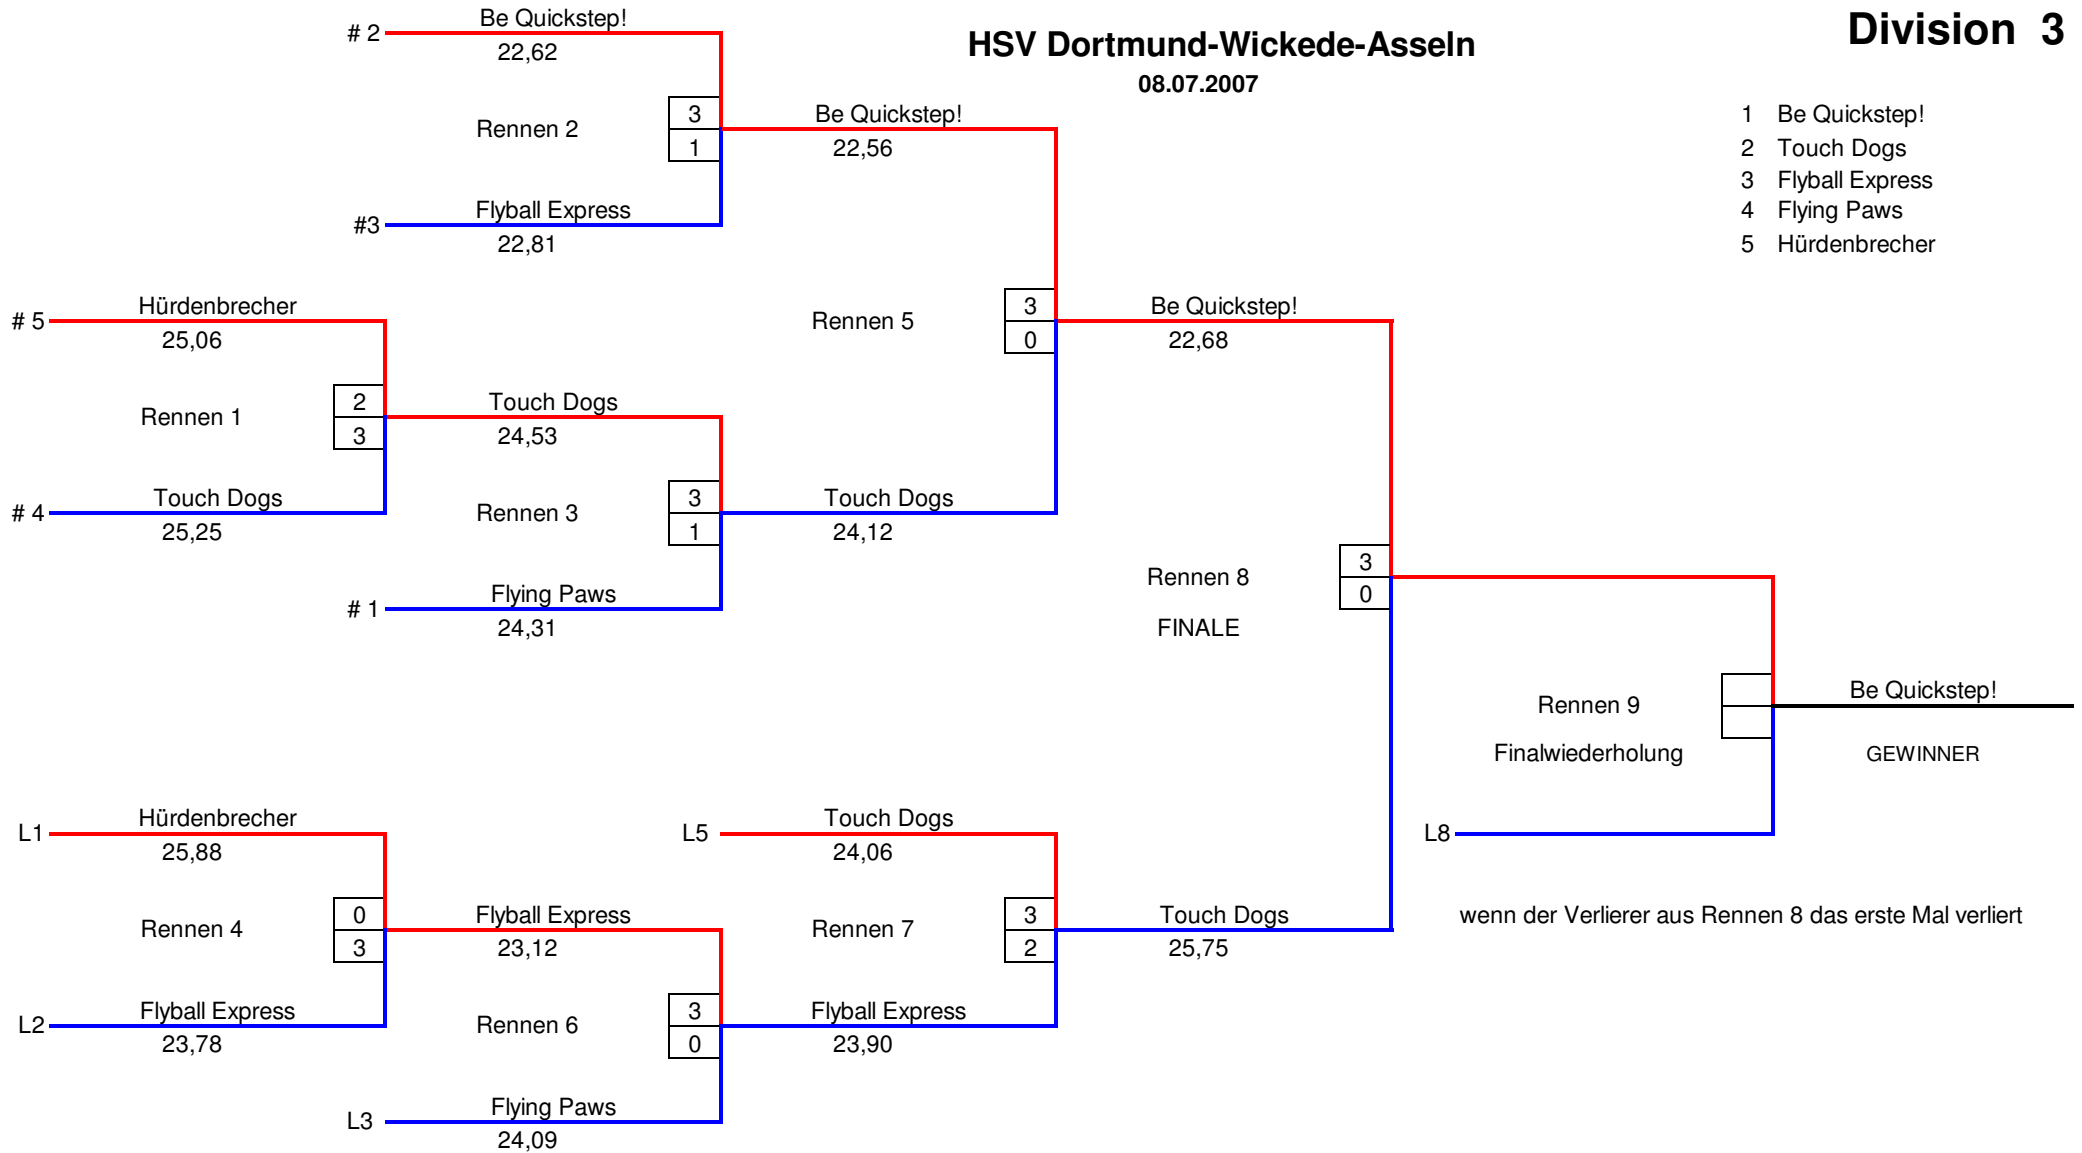 Be Quickstep!
# 2
22,62
HSV Dortmund-Wickede-Asseln
08.07.2007
Division 3
Rennen 2
3
1
Be Quickstep!
22,56
1 Be Quickstep!
2 Touch Dogs
3 Flyball Express
4 Flying Paws
5 Hürdenbrecher
Flyball Express
#3
22,81
Hürdenbrecher
# 5
25,06
Rennen 5
3
0
Be Quickstep!
22,68
Rennen 1
2
3
Touch Dogs
24,53
Touch Dogs
# 4
25,25
Rennen 3
3
1
Touch Dogs
24,12
Flying Paws
# 1
24,31
Rennen 8
3
0
FINALE
Rennen 9
Finalwiederholung
Be Quickstep!
GEWINNER
Hürdenbrecher
L1
25,88
Touch Dogs
L5
24,06
L8
Rennen 4
0
3
Flyball Express
23,12
Rennen 7
3
2
Touch Dogs
25,75
wenn der Verlierer aus Rennen 8 das erste Mal verliert
Flyball Express
L2
23,78
Rennen 6
3
0
Flyball Express
23,90
Flying Paws
L3
24,09